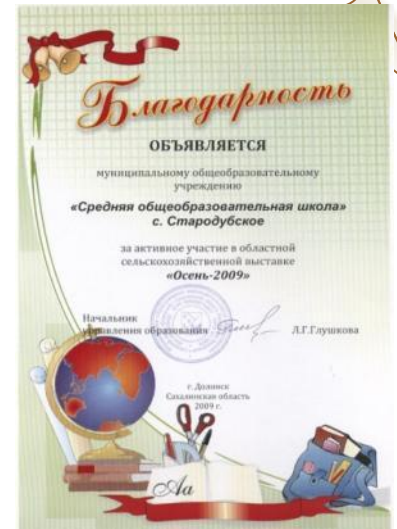 Благодарность
ОБЪЯВЛЯЕТСЯ
муниципальному общеобразовательному
учреждению
«Средняя общеобразовательная школа»
с. Стародубское
за активное участие в областной
сельскохозяйственной выставке
«Осень-2009»
Начальник
управления образования Л.Г.Глушкова
г. Долинск
Сахалинская область
2009 г.
Аа